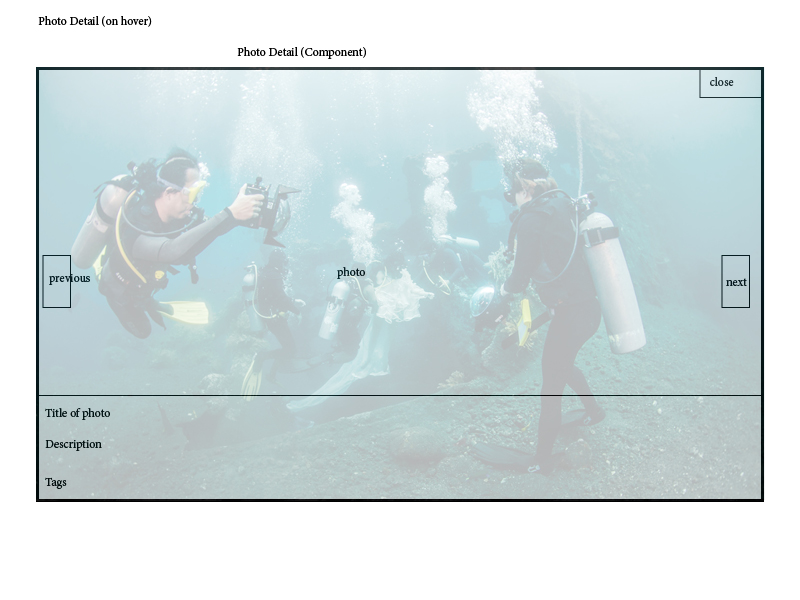 Photo Detail (on hover)
Photo Detail (Component)
close
previous
photo
next
Title of photo
Description
Tags